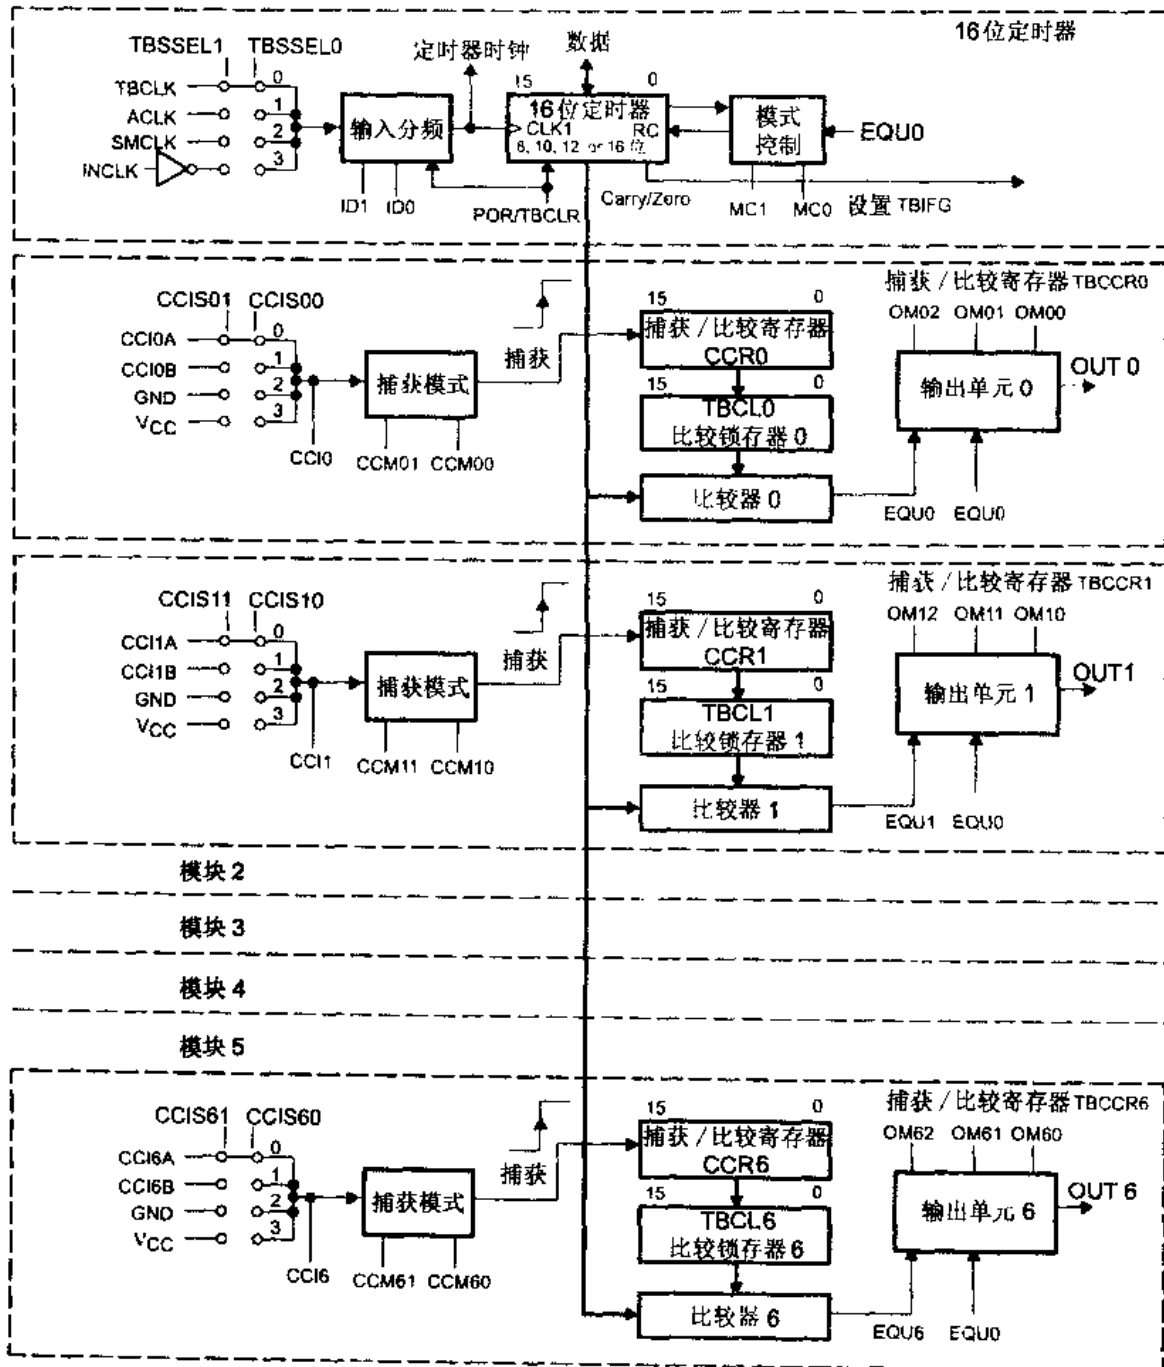 16位定时器
TBSSEL1 TBSSEL0 定时器时钟 数据
15 0
TBCLK 0
ACLK 1
SMCLK 2
INCLK 3
输入分频
16位定时器
CLK1 RC
8, 10, 12 or 16 位
模式
控制
EQU0
ID1 ID0 POR/TBCLR Carry/Zero MC1 MC0 设置 TBIFG
捕获/比较寄存器 TBCCR0
CCIS01 CCIS00
CCI0A 0
CCI0B 1
GND 2
VCC 3
CCI0
捕获模式
CCM01 CCM00
捕获
15 0
捕获/比较寄存器
CCR0
15 0
TBCL0
比较锁存器 0
比较器 0
OM02 OM01 OM00
输出单元 0
OUT 0
EQU0 EQU0
捕获/比较寄存器 TBCCR1
CCIS11 CCIS10
CCI1A 0
CCI1B 1
GND 2
VCC 3
CCI1
捕获模式
CCM11 CCM10
捕获
15 0
捕获/比较寄存器
CCR1
15 0
TBCL1
比较锁存器 1
比较器 1
OM12 OM11 OM10
输出单元 1
OUT1
EQU1 EQU0
模块 2
模块 3
模块 4
模块 5
捕获/比较寄存器 TBCCR6
CCIS61 CCIS60
CCI6A 0
CCI6B 1
GND 2
VCC 3
CCI6
捕获模式
CCM61 CCM60
捕获
15 0
捕获/比较寄存器
CCR6
15 0
TBCL6
比较锁存器 6
比较器 6
OM62 OM61 OM60
输出单元 6
OUT 6
EQU6 EQU0